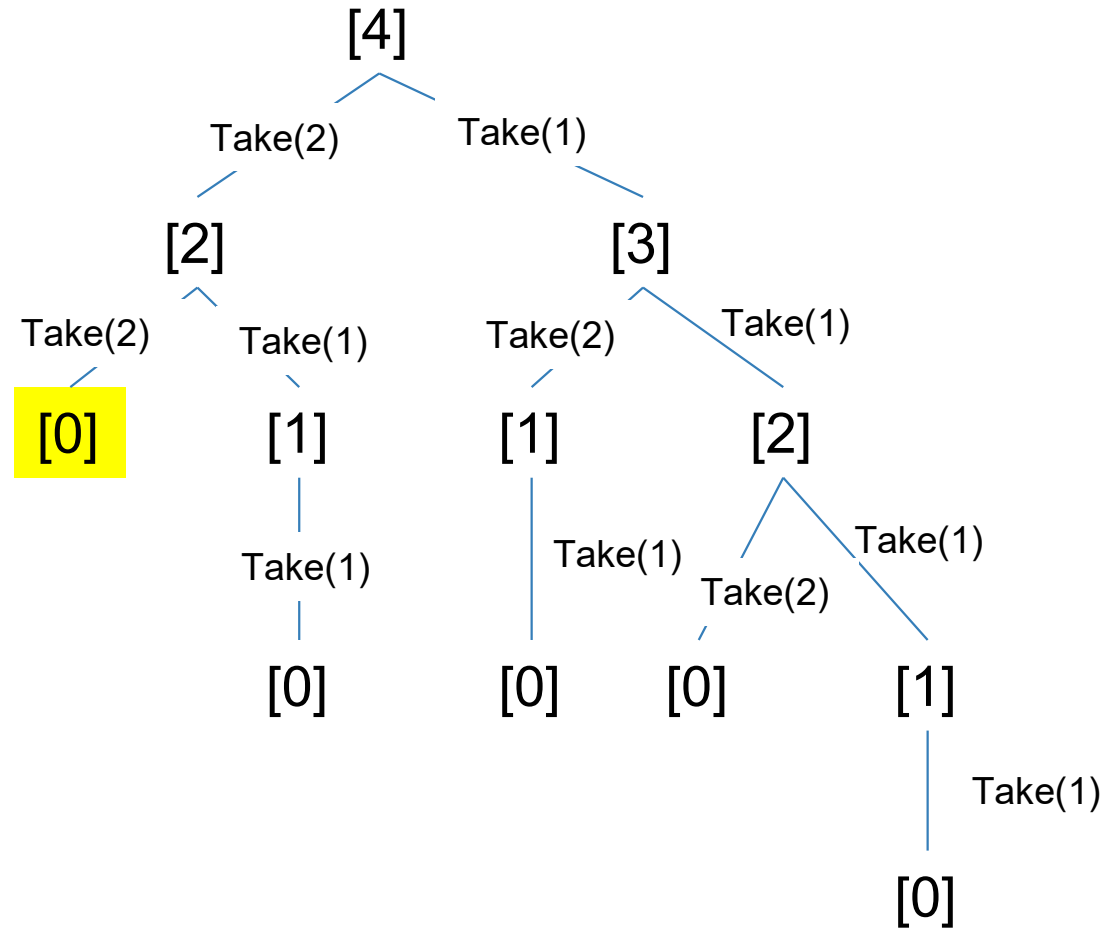 [4]
Take(2) Take(1)
[2] [3]
Take(2) Take(1) Take(2) Take(1)
[0] [1] [1] [2]
Take(1) Take(1) Take(2) Take(1)
[0] [0] [0] [1]
Take(1)
[0]